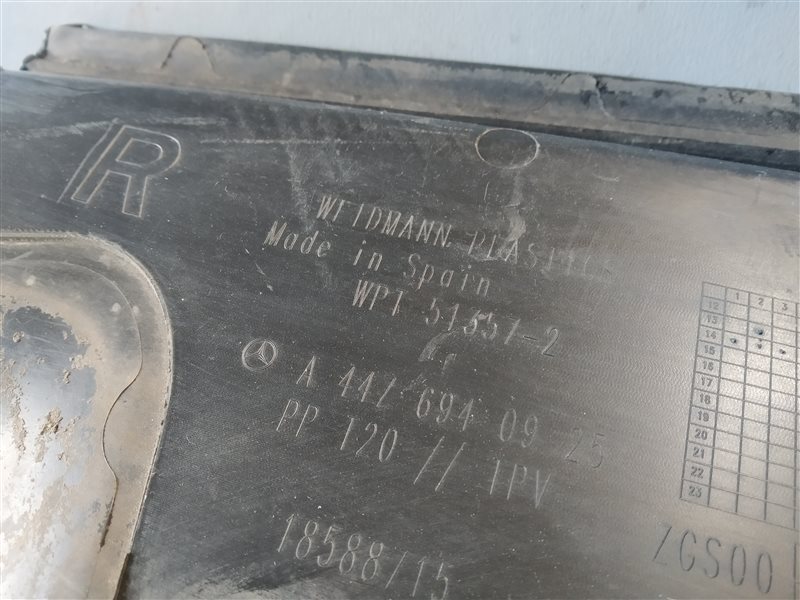 R
WEIDMANN PLASTICS
Made in Spain
WPT 51357-2
A 447 694 09 25
PP T20 // TPV
18588/15
ZGS00
1 2 3
12
13
14
15
16
17
18
19
20
21
22
23